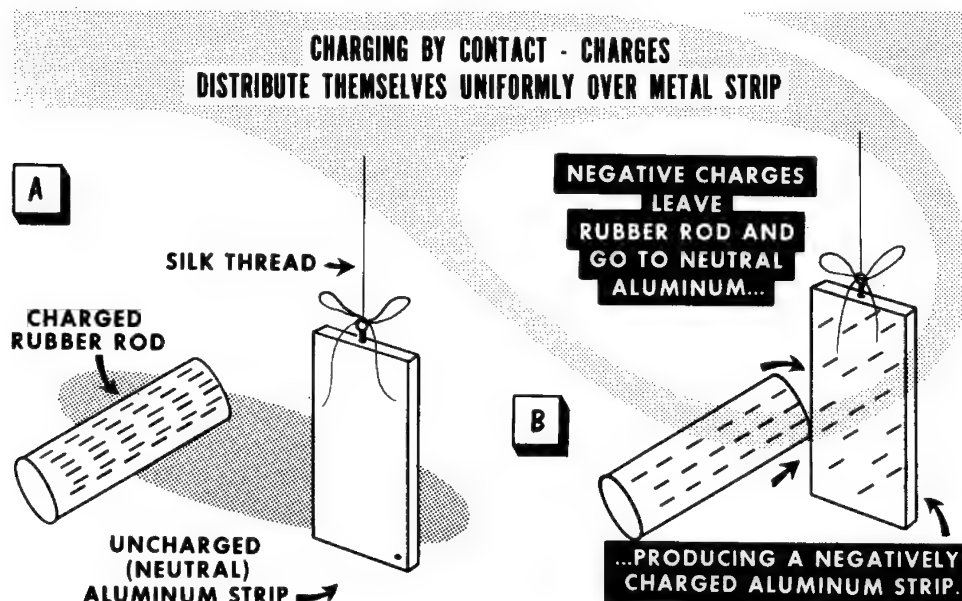 CHARGING BY CONTACT - CHARGES
DISTRIBUTE THEMSELVES UNIFORMLY OVER METAL STRIP
A
SILK THREAD
CHARGED
RUBBER ROD
UNCHARGED
(NEUTRAL)
ALUMINUM STRIP
NEGATIVE CHARGES
LEAVE
RUBBER ROD AND
GO TO NEUTRAL
ALUMINUM...
B
...PRODUCING A NEGATIVELY
CHARGED ALUMINUM STRIP.